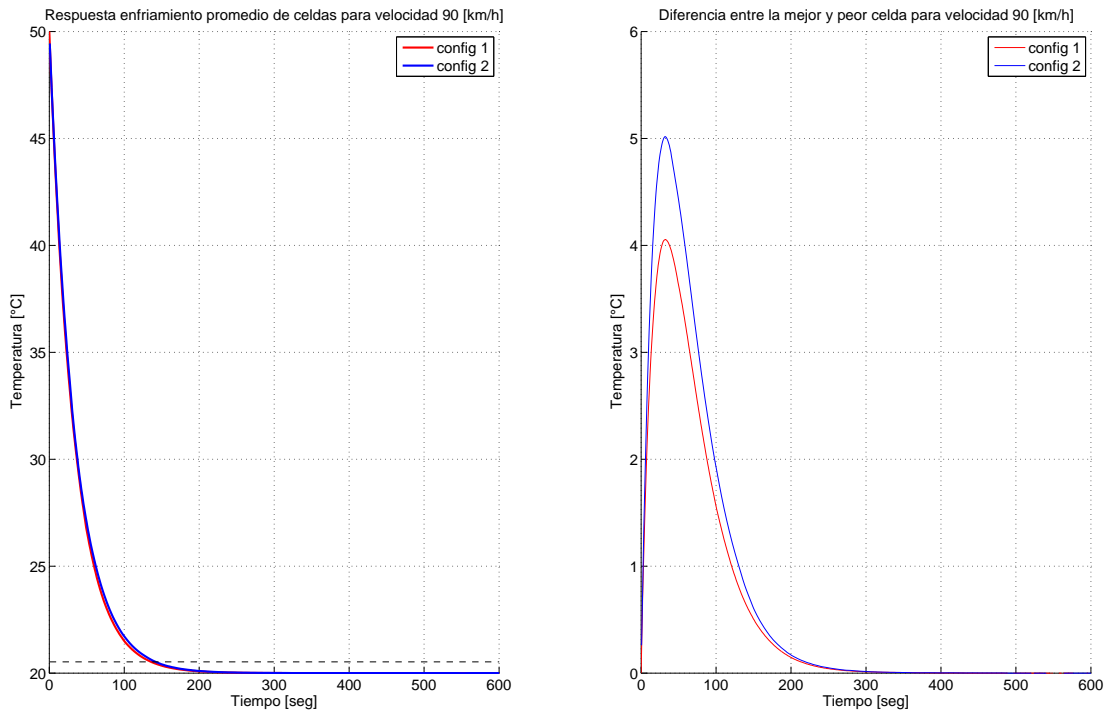 Respuesta enfriamiento promedio de celdas para velocidad 90 [km/h]
50
45
40
35
30
25
20
Temperatura [°C]
0 100 200 300 400 500 600
Tiempo [seg]
config 1
config 2
Diferencia entre la mejor y peor celda para velocidad 90 [km/h]
6
5
4
3
2
1
0
Temperatura [°C]
0 100 200 300 400 500 600
Tiempo [seg]
config 1
config 2